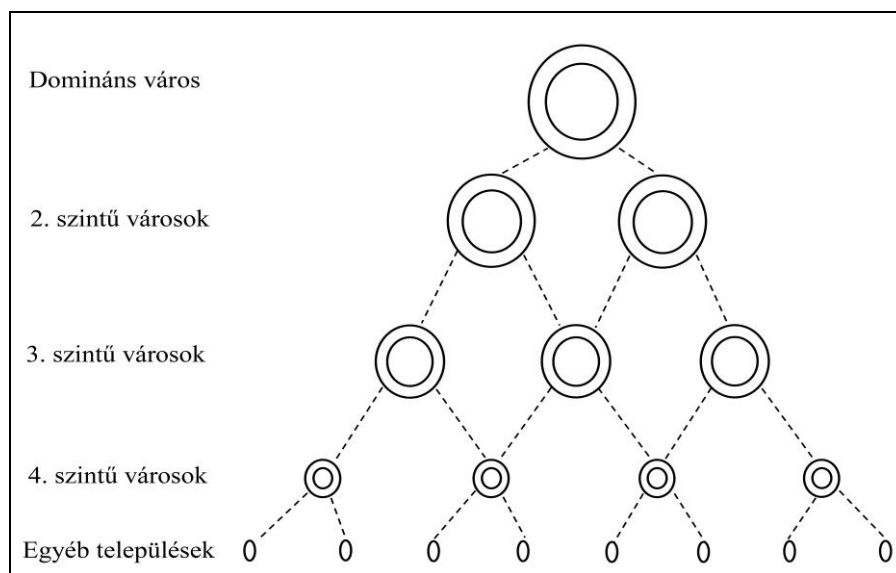 Domináns város
2. szintű városok
3. szintű városok
4. szintű városok
Egyéb települések